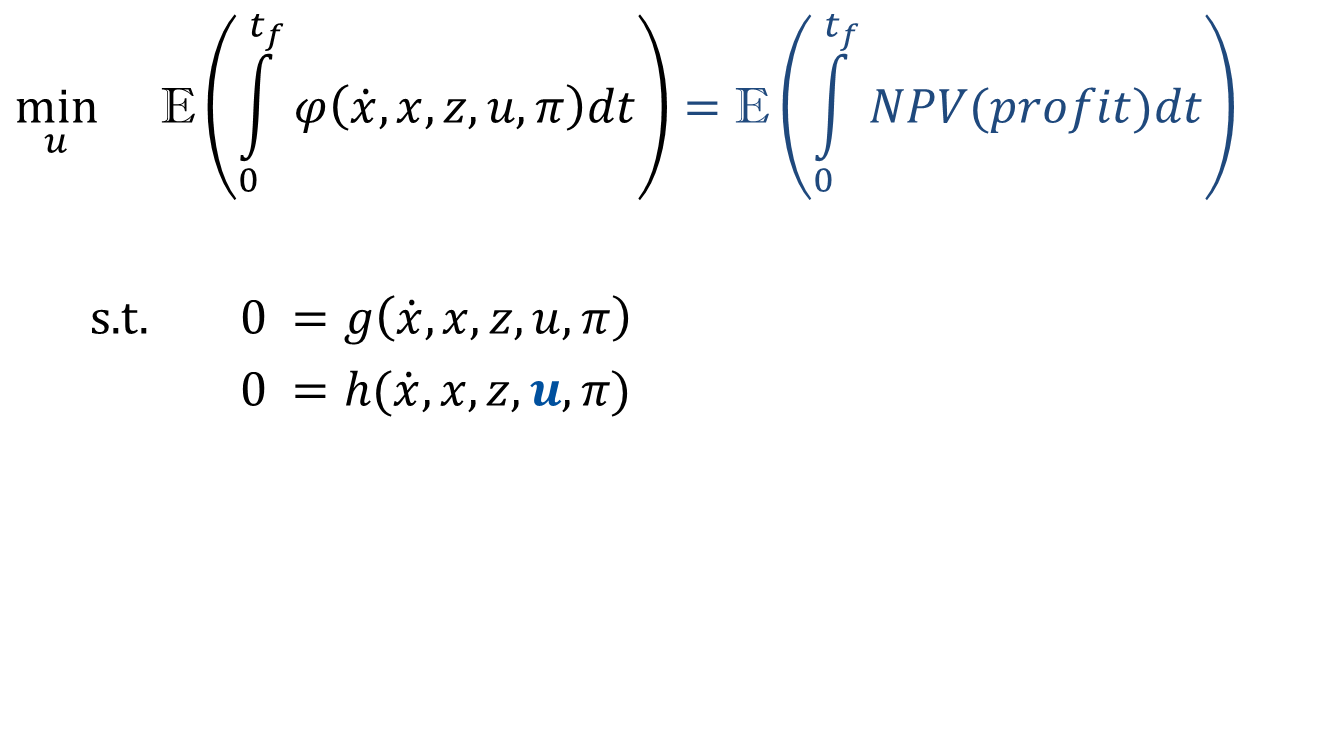 min_u 𝔼(∫_0^{t_f} φ(ẋ, x, z, u, π)dt) = 𝔼(∫_0^{t_f} NPV(profit)dt)
s.t. 0 = g(ẋ, x, z, u, π)
0 = h(ẋ, x, z, u, π)